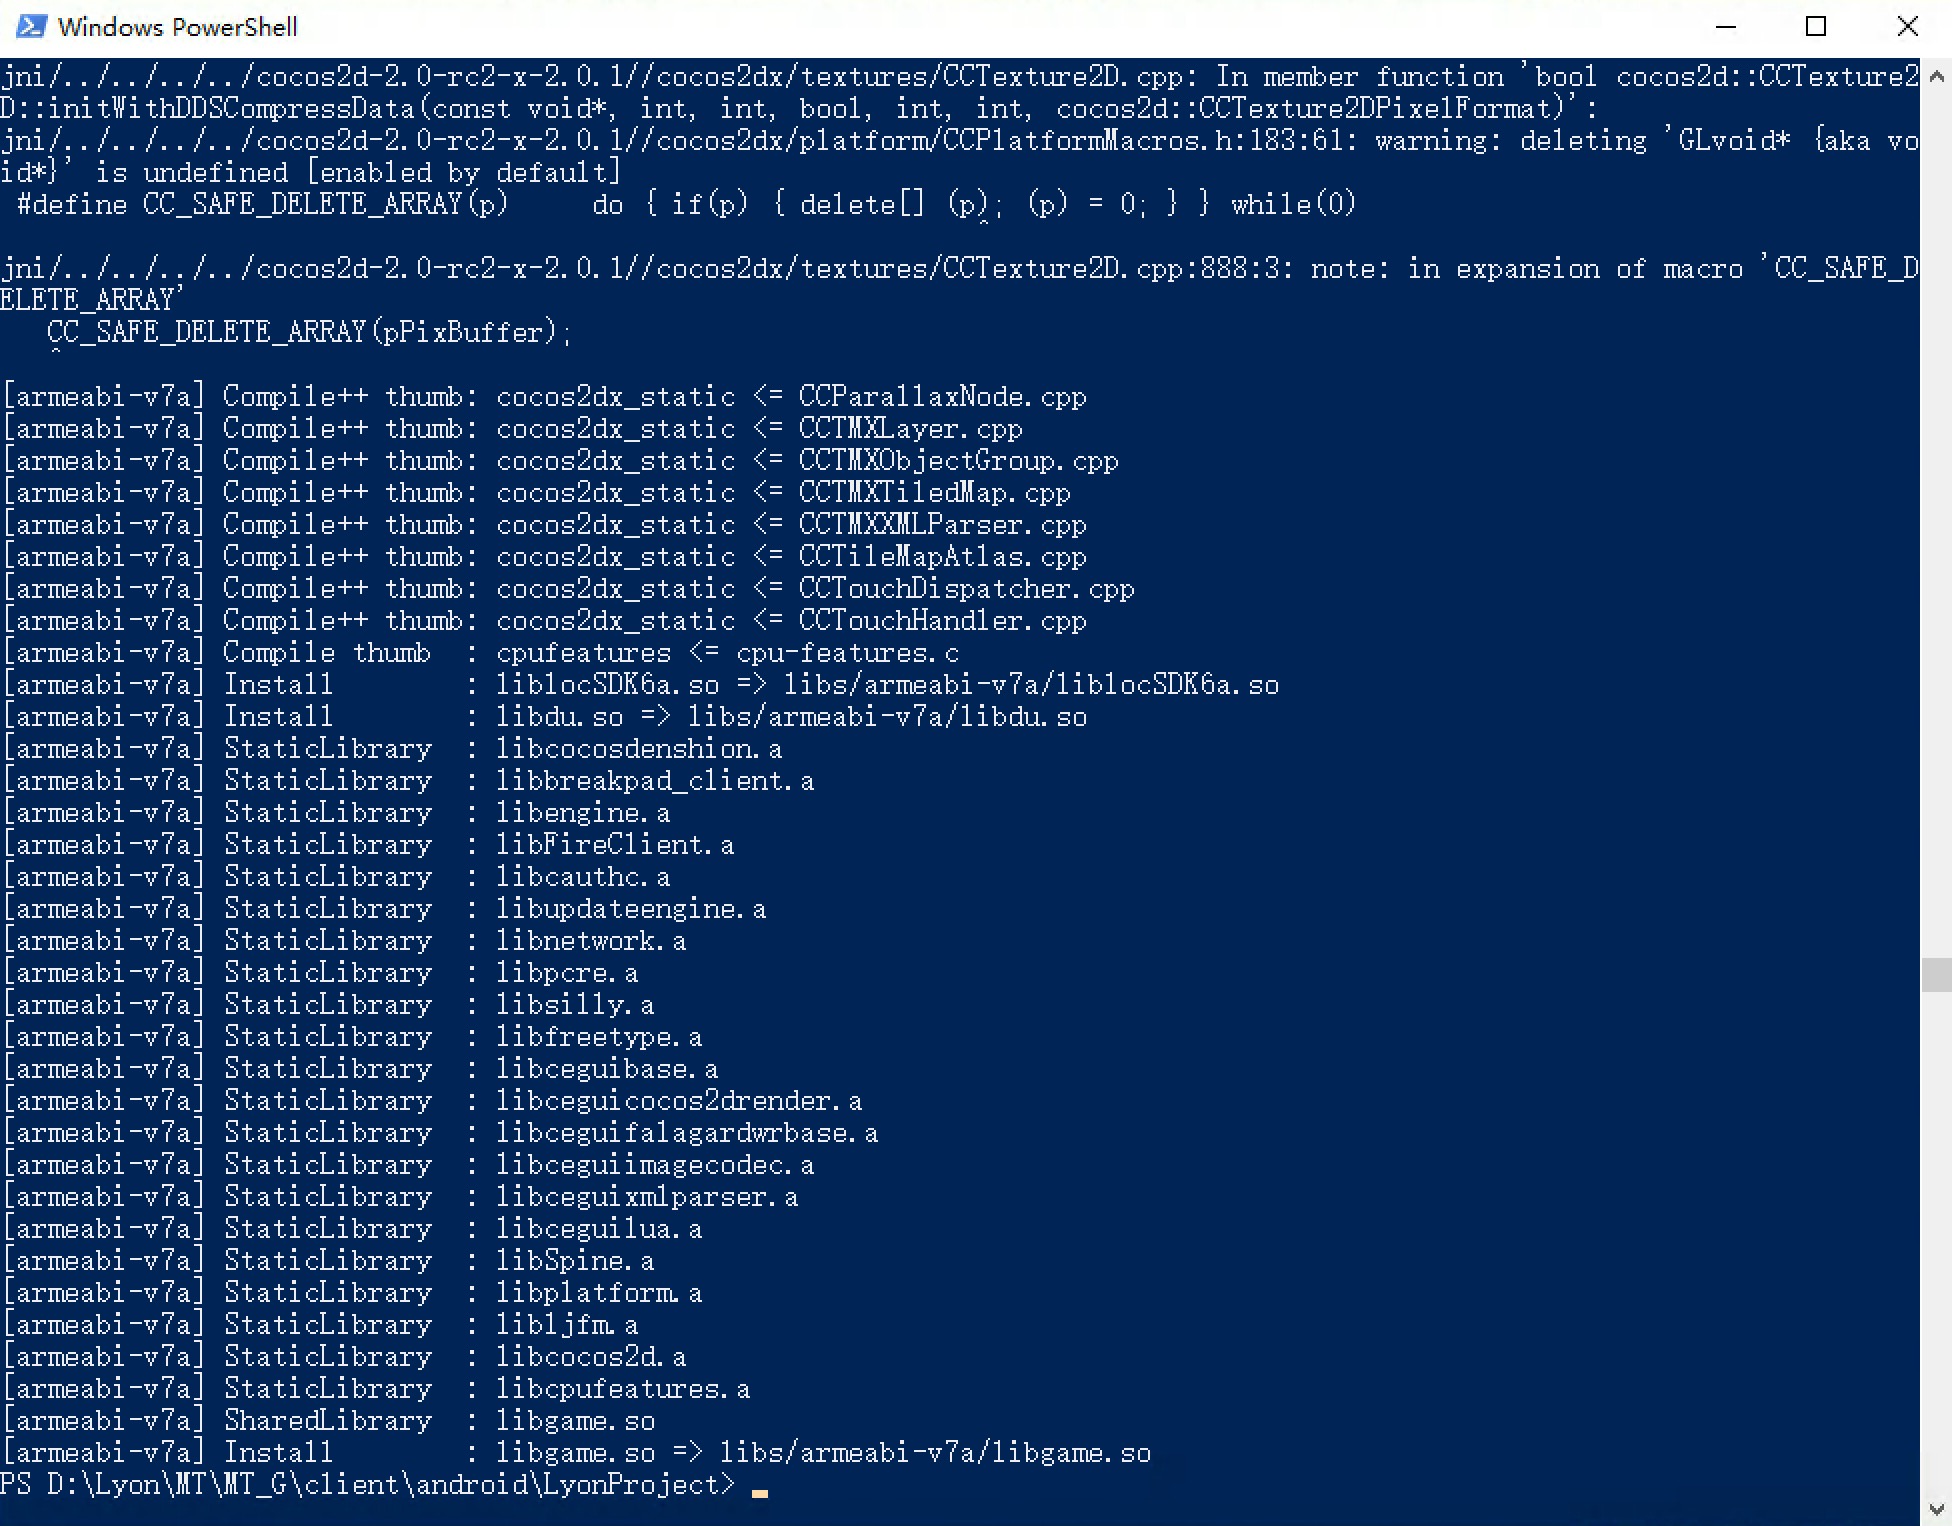 Windows PowerShell
jni/../../../../cocos2d-2.0-rc2-x-2.0.1//cocos2dx/textures/CCTexture2D.cpp: In member function 'bool cocos2d::CCTexture2
D::initWithDDSCompressData(const void*, int, int, bool, int, int, cocos2d::CCTexture2DPixelFormat)':
jni/../../../../cocos2d-2.0-rc2-x-2.0.1//cocos2dx/platform/CCPlatformMacros.h:183:61: warning: deleting 'GLvoid* {aka vo
id*}' is undefined [enabled by default]
 #define CC_SAFE_DELETE_ARRAY(p)     do { if(p) { delete[] (p); (p) = 0; } } while(0)
^
jni/../../../../cocos2d-2.0-rc2-x-2.0.1//cocos2dx/textures/CCTexture2D.cpp:888:3: note: in expansion of macro 'CC_SAFE_D
ELETE_ARRAY'
   CC_SAFE_DELETE_ARRAY(pPixBuffer);
   ^
[armeabi-v7a] Compile++ thumb: cocos2dx_static <= CCParallaxNode.cpp
[armeabi-v7a] Compile++ thumb: cocos2dx_static <= CCTMXLayer.cpp
[armeabi-v7a] Compile++ thumb: cocos2dx_static <= CCTMXObjectGroup.cpp
[armeabi-v7a] Compile++ thumb: cocos2dx_static <= CCTMXTiledMap.cpp
[armeabi-v7a] Compile++ thumb: cocos2dx_static <= CCTMXXMLParser.cpp
[armeabi-v7a] Compile++ thumb: cocos2dx_static <= CCTileMapAtlas.cpp
[armeabi-v7a] Compile++ thumb: cocos2dx_static <= CCTouchDispatcher.cpp
[armeabi-v7a] Compile++ thumb: cocos2dx_static <= CCTouchHandler.cpp
[armeabi-v7a] Compile thumb  : cpufeatures <= cpu-features.c
[armeabi-v7a] Install        : liblocSDK6a.so => libs/armeabi-v7a/liblocSDK6a.so
[armeabi-v7a] Install        : libdu.so => libs/armeabi-v7a/libdu.so
[armeabi-v7a] StaticLibrary  : libcocosdenshion.a
[armeabi-v7a] StaticLibrary  : libbreakpad_client.a
[armeabi-v7a] StaticLibrary  : libengine.a
[armeabi-v7a] StaticLibrary  : libFireClient.a
[armeabi-v7a] StaticLibrary  : libcauthc.a
[armeabi-v7a] StaticLibrary  : libupdateengine.a
[armeabi-v7a] StaticLibrary  : libnetwork.a
[armeabi-v7a] StaticLibrary  : libpcre.a
[armeabi-v7a] StaticLibrary  : libsilly.a
[armeabi-v7a] StaticLibrary  : libfreetype.a
[armeabi-v7a] StaticLibrary  : libceguibase.a
[armeabi-v7a] StaticLibrary  : libceguicocos2drender.a
[armeabi-v7a] StaticLibrary  : libceguifalagardwrbase.a
[armeabi-v7a] StaticLibrary  : libceguiimagecodec.a
[armeabi-v7a] StaticLibrary  : libceguixmlparser.a
[armeabi-v7a] StaticLibrary  : libceguilua.a
[armeabi-v7a] StaticLibrary  : libSpine.a
[armeabi-v7a] StaticLibrary  : libplatform.a
[armeabi-v7a] StaticLibrary  : libljfm.a
[armeabi-v7a] StaticLibrary  : libcocos2d.a
[armeabi-v7a] StaticLibrary  : libcpufeatures.a
[armeabi-v7a] SharedLibrary  : libgame.so
[armeabi-v7a] Install        : libgame.so => libs/armeabi-v7a/libgame.so
PS D:\Lyon\MT\MT_G\client\android\LyonProject>